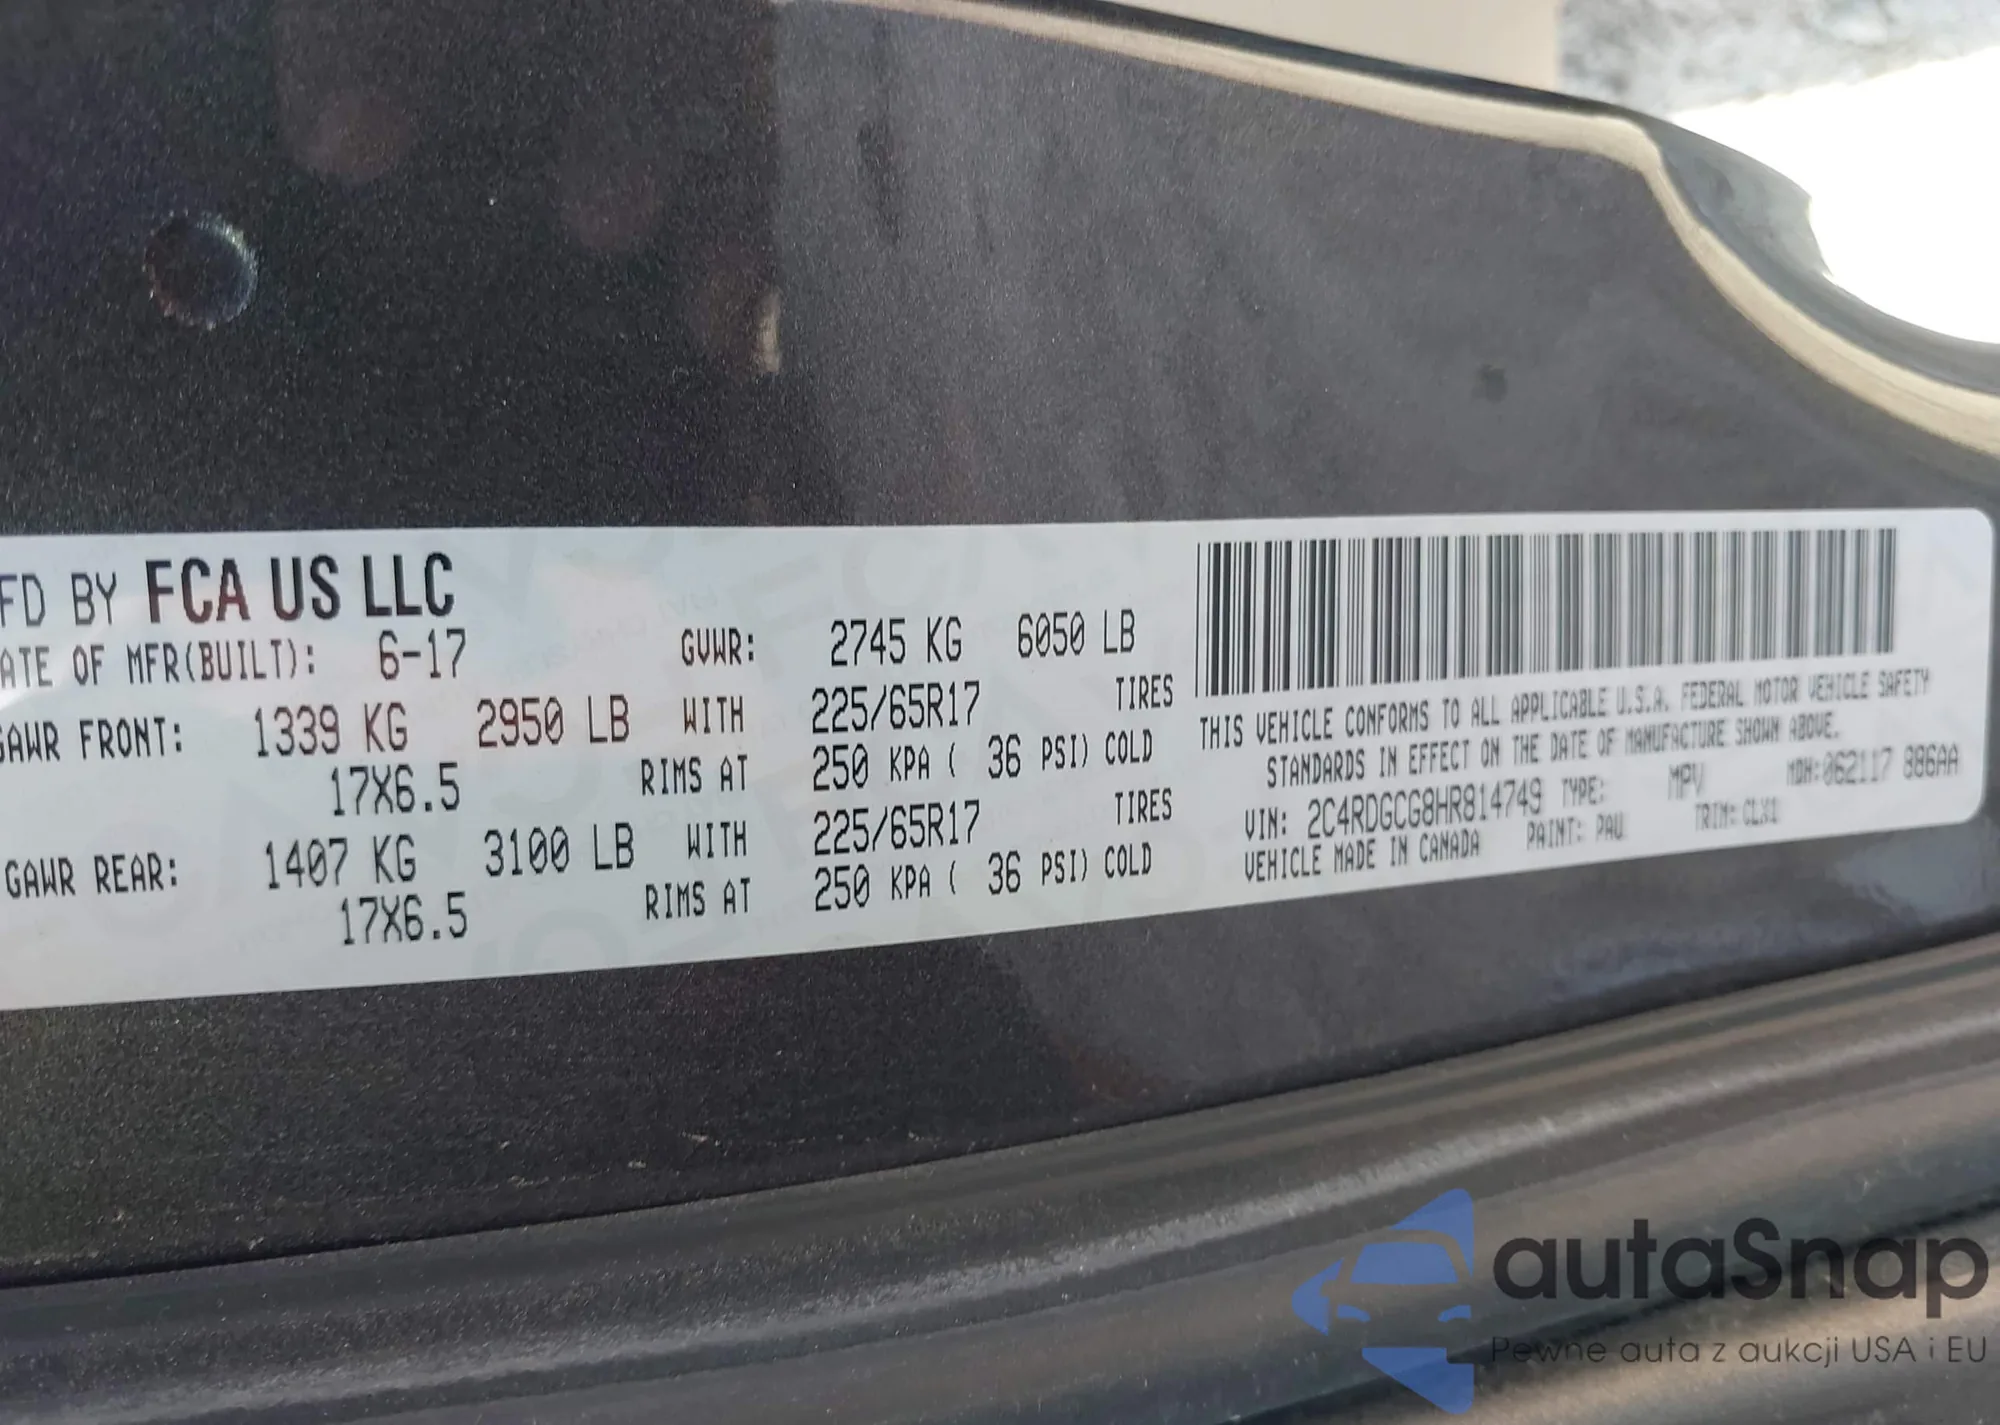 FD BY FCA US LLC
ATE OF MFR(BUILT): 6-17 GVWR: 2745 KG 6050 LB
GAWR FRONT: 1339 KG 2950 LB WITH 225/65R17 TIRES
17X6.5 RIMS AT 250 KPA ( 36 PSI) COLD
GAWR REAR: 1407 KG 3100 LB WITH 225/65R17 TIRES
17X6.5 RIMS AT 250 KPA ( 36 PSI) COLD
THIS VEHICLE CONFORMS TO ALL APPLICABLE U.S.A. FEDERAL MOTOR VEHICLE SAFETY
STANDARDS IN EFFECT ON THE DATE OF MANUFACTURE SHOWN ABOVE.
VIN: 2C4RDGCG8HR814749 TYPE: MPV MDH:062117 886AA
VEHICLE MADE IN CANADA PAINT: PAU TRIM: CLX1
autaSnap
Pewne auta z aukcji USA i EU